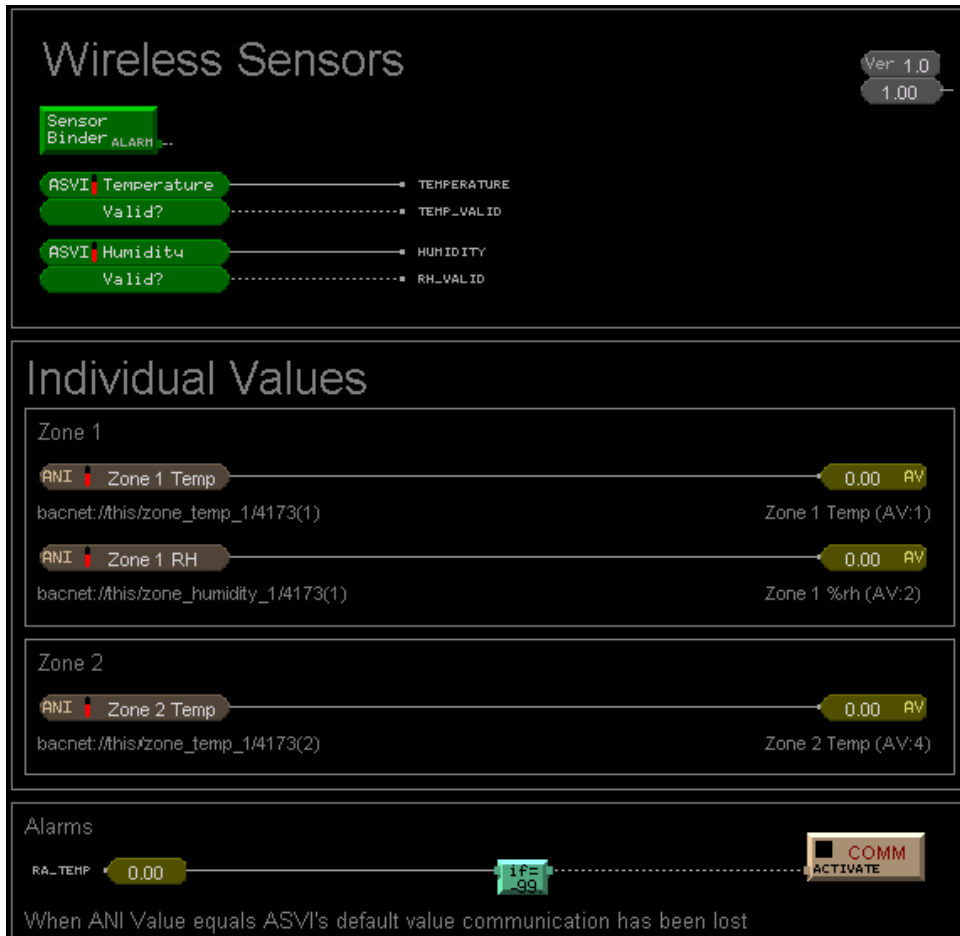 Wireless Sensors
Ver 1.0
1.00
Sensor
Binder ALARM
ASVI Temperature TEMPERATURE
Valid? TEMP_VALID
ASVI Humidity HUMIDITY
Valid? RH_VALID
Individual Values
Zone 1
ANI Zone 1 Temp 0.00 AV
bacnet://this/zone_temp_1/4173(1) Zone 1 Temp (AV:1)
ANI Zone 1 RH 0.00 AV
bacnet://this/zone_humidity_1/4173(1) Zone 1 %rh (AV:2)
Zone 2
ANI Zone 2 Temp 0.00 AV
bacnet://this/zone_temp_1/4173(2) Zone 2 Temp (AV:4)
Alarms
RA_TEMP 0.00 if= COMM
-99. ACTIVATE
When ANI Value equals ASVI's default value communication has been lost